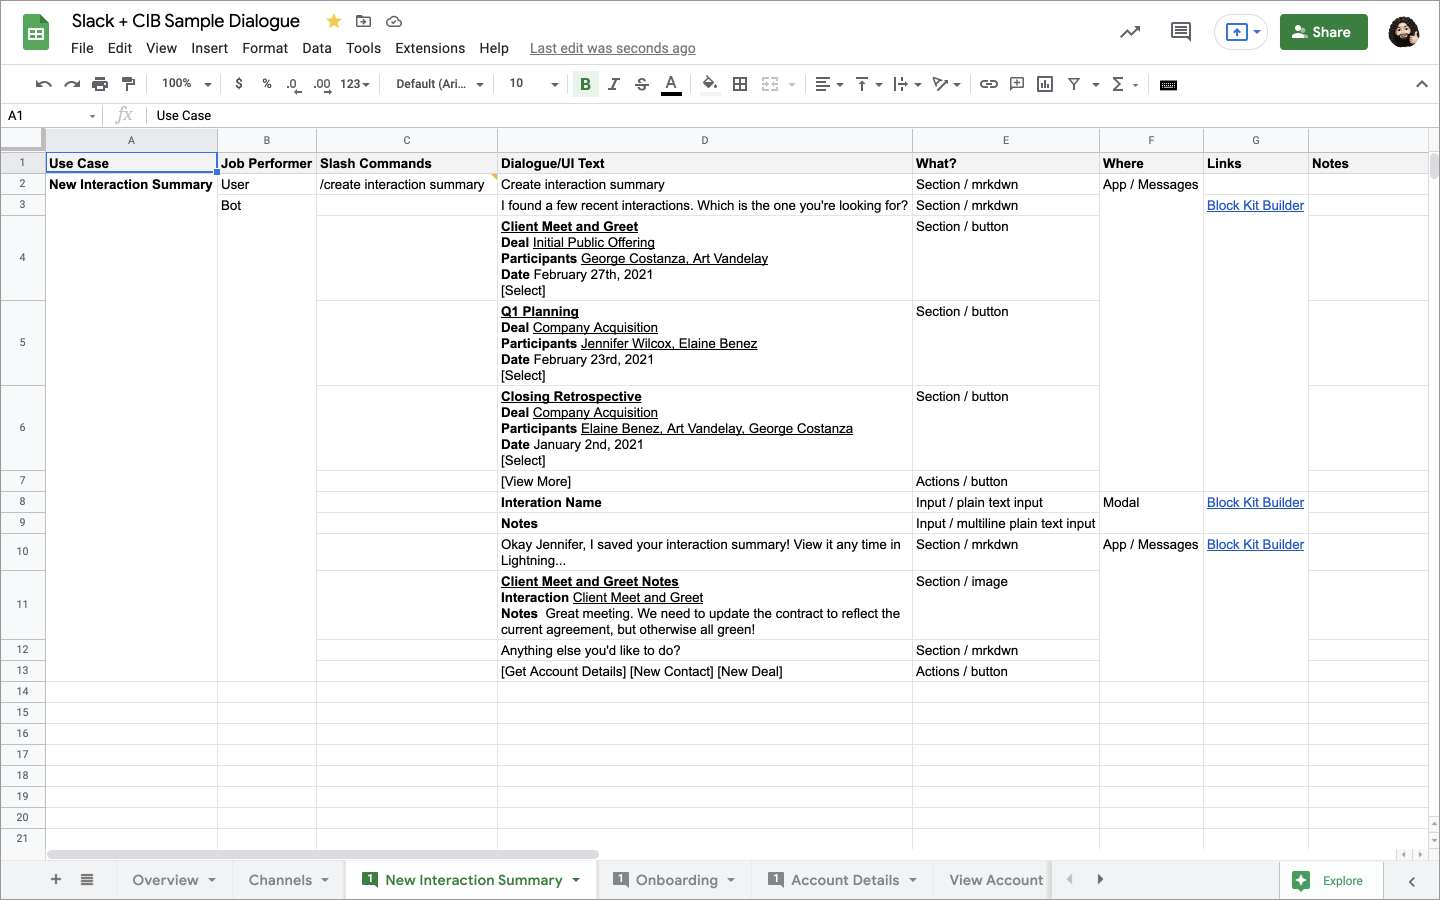 Slack + CIB Sample Dialogue
File Edit View Insert Format Data Tools Extensions Help Last edit was seconds ago
Share
100% $ % .0 .00 123 Default (Ari... 10 B I S A
A1 fx Use Case
A B C D E F G
1 Use Case Job Performer Slash Commands Dialogue/UI Text What? Where Links Notes
2 New Interaction Summary User /create interaction summary Create interaction summary Section / mrkdwn App / Messages
3 Bot I found a few recent interactions. Which is the one you're looking for? Section / mrkdwn Block Kit Builder
4 Client Meet and Greet Section / button
Deal Initial Public Offering
Participants George Costanza, Art Vandelay
Date February 27th, 2021
[Select]
5 Q1 Planning Section / button
Deal Company Acquisition
Participants Jennifer Wilcox, Elaine Benez
Date February 23rd, 2021
[Select]
6 Closing Retrospective Section / button
Deal Company Acquisition
Participants Elaine Benez, Art Vandelay, George Costanza
Date January 2nd, 2021
[Select]
7 [View More] Actions / button
8 Interation Name Input / plain text input Modal Block Kit Builder
9 Notes Input / multiline plain text input
10 Okay Jennifer, I saved your interaction summary! View it any time in Section / mrkdwn App / Messages Block Kit Builder
Lightning...
11 Client Meet and Greet Notes Section / image
Interaction Client Meet and Greet
Notes Great meeting. We need to update the contract to reflect the
current agreement, but otherwise all green!
12 Anything else you'd like to do? Section / mrkdwn
13 [Get Account Details] [New Contact] [New Deal] Actions / button
14
15
16
17
18
19
20
21
+ Overview Channels 1 New Interaction Summary 1 Onboarding 1 Account Details View Account Explore